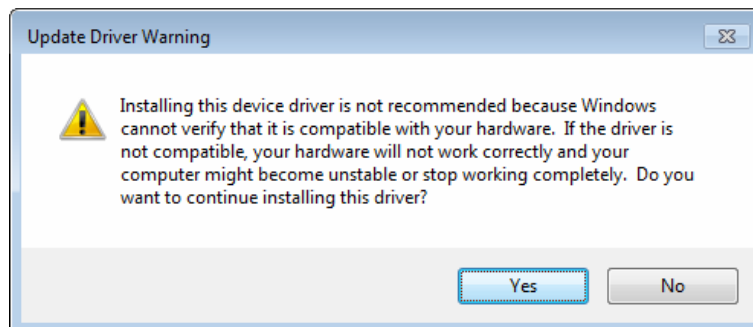 Update Driver Warning
Installing this device driver is not recommended because Windows
cannot verify that it is compatible with your hardware.  If the driver is
not compatible, your hardware will not work correctly and your
computer might become unstable or stop working completely.  Do you
want to continue installing this driver?
Yes
No